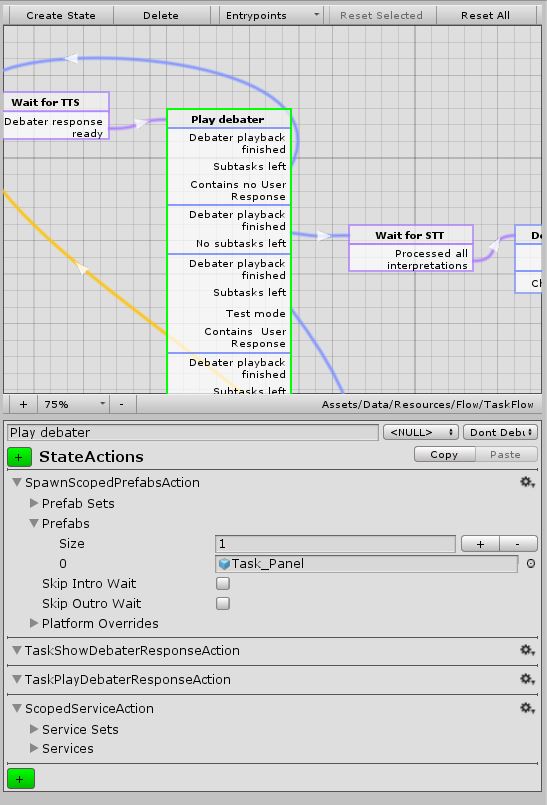 Create State Delete Entrypoints Reset Selected Reset All
Wait for TTS
Debater response
ready
Play debater
Debater playback
finished
Subtasks left
Contains no User
Response
Debater playback
finished
No subtasks left
Debater playback
finished
Subtasks left
Test mode
Contains User
Response
Debater playback
finished
Subtasks left
Wait for STT
Processed all
interpretations
De
Ch
+ 75% - Assets/Data/Resources/Flow/TaskFlow
Play debater <NULL> Dont Debu
+ StateActions Copy Paste
SpawnScopedPrefabsAction
Prefab Sets
Prefabs
Size 1 + -
0 Task_Panel
Skip Intro Wait
Skip Outro Wait
Platform Overrides
TaskShowDebaterResponseAction
TaskPlayDebaterResponseAction
ScopedServiceAction
Service Sets
Services
+